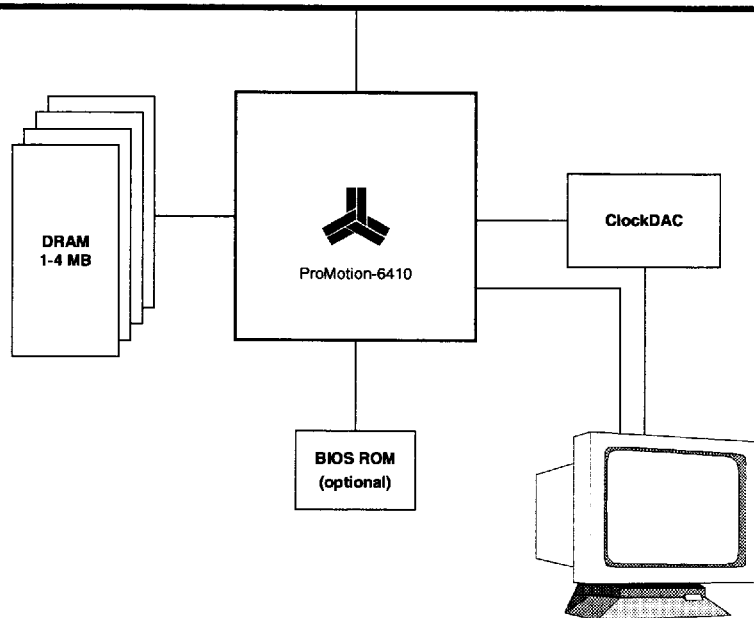 DRAM
1-4 MB
ProMotion-6410
ClockDAC
BIOS ROM
(optional)